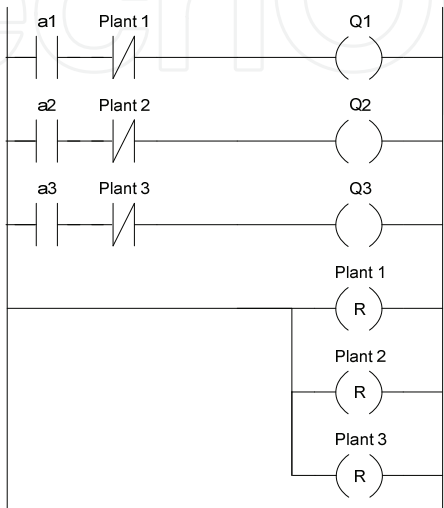 a1 Plant 1 Q1
a2 Plant 2 Q2
a3 Plant 3 Q3
Plant 1
R
Plant 2
R
Plant 3
R